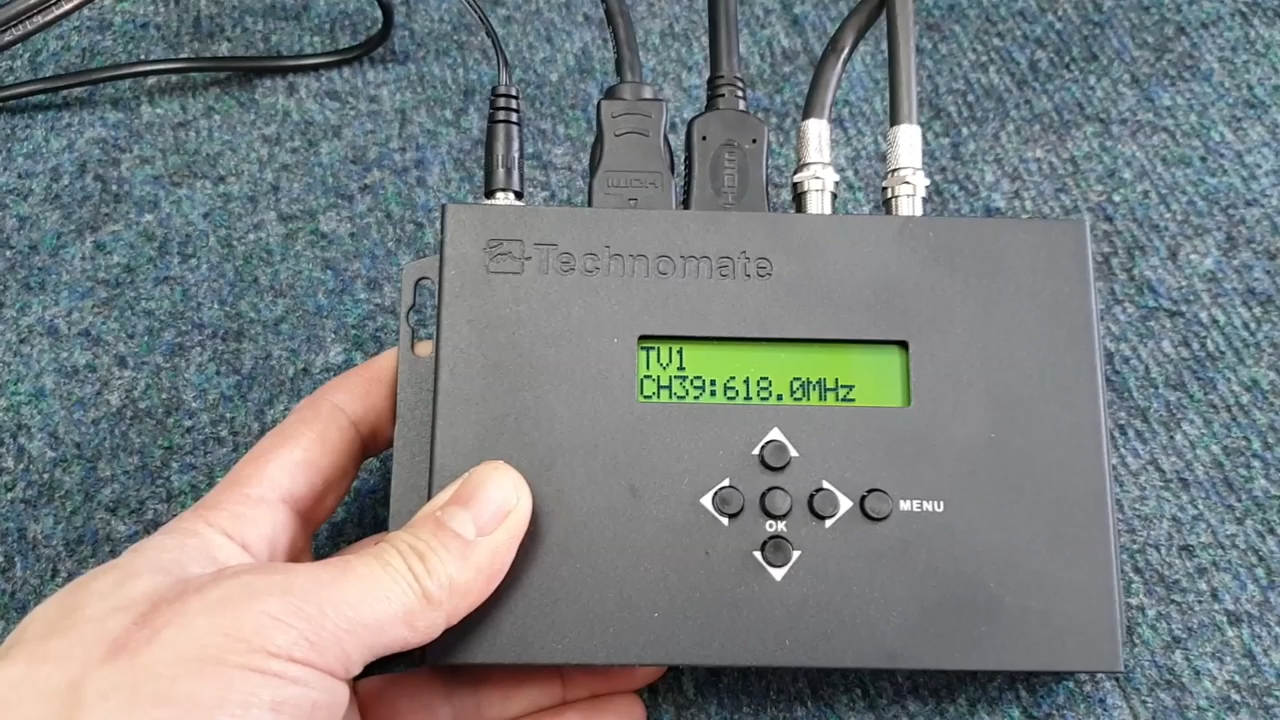 HDMI
HDMI
Technomate
TV1
CH39:618.0MHz
OK
MENU